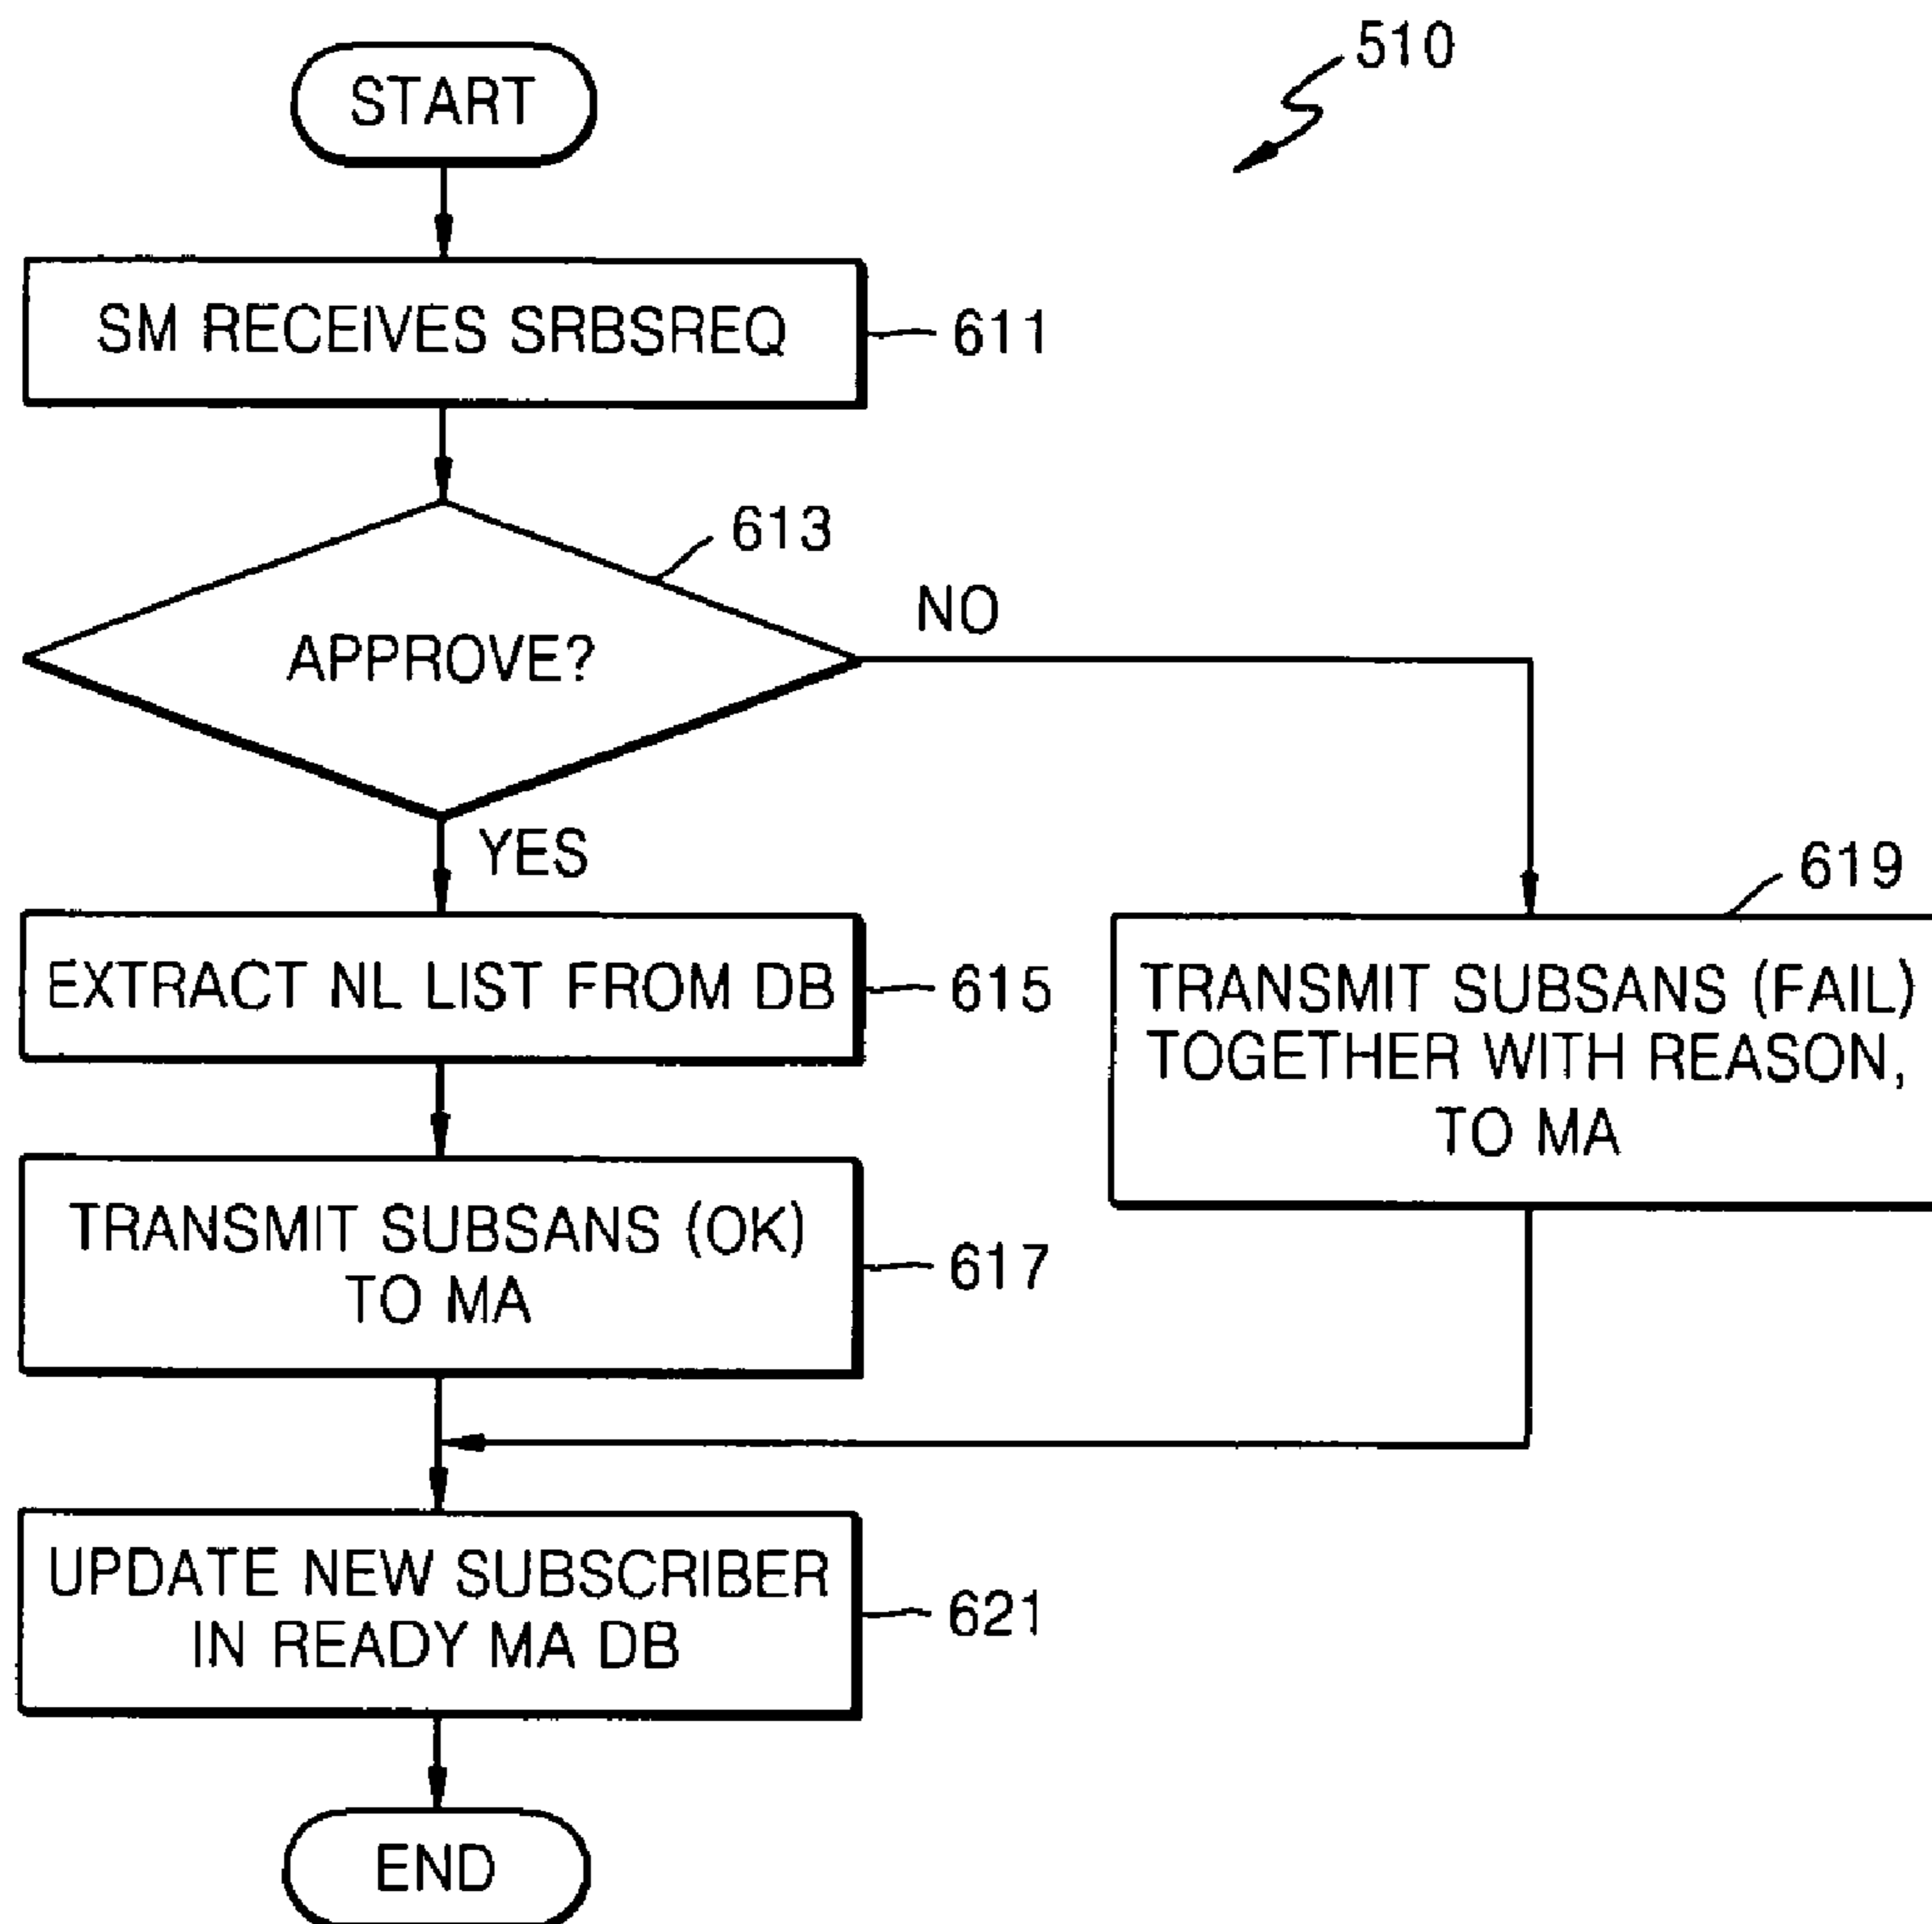 START
510
SM RECEIVES SRBSREQ
611
613
APPROVE?
NO
YES
EXTRACT NL LIST FROM DB
615
619
TRANSMIT SUBSANS (FAIL)
TOGETHER WITH REASON,
TO MA
TRANSMIT SUBSANS (OK)
TO MA
617
UPDATE NEW SUBSCRIBER
IN READY MA DB
621
END